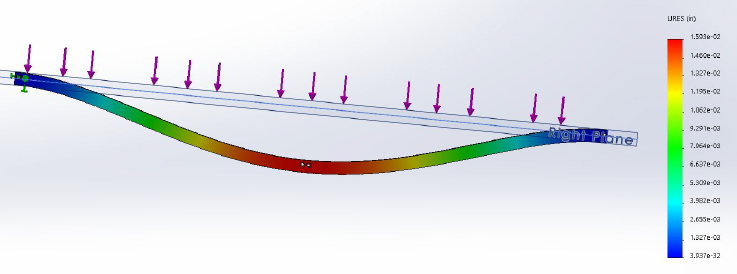 URES (in)
1.593e-02
1.460e-02
1.327e-02
1.195e-02
1.062e-02
9.291e-03
7.964e-03
6.637e-03
5.309e-03
3.982e-03
2.655e-03
1.327e-03
3.937e-32
Right Plane